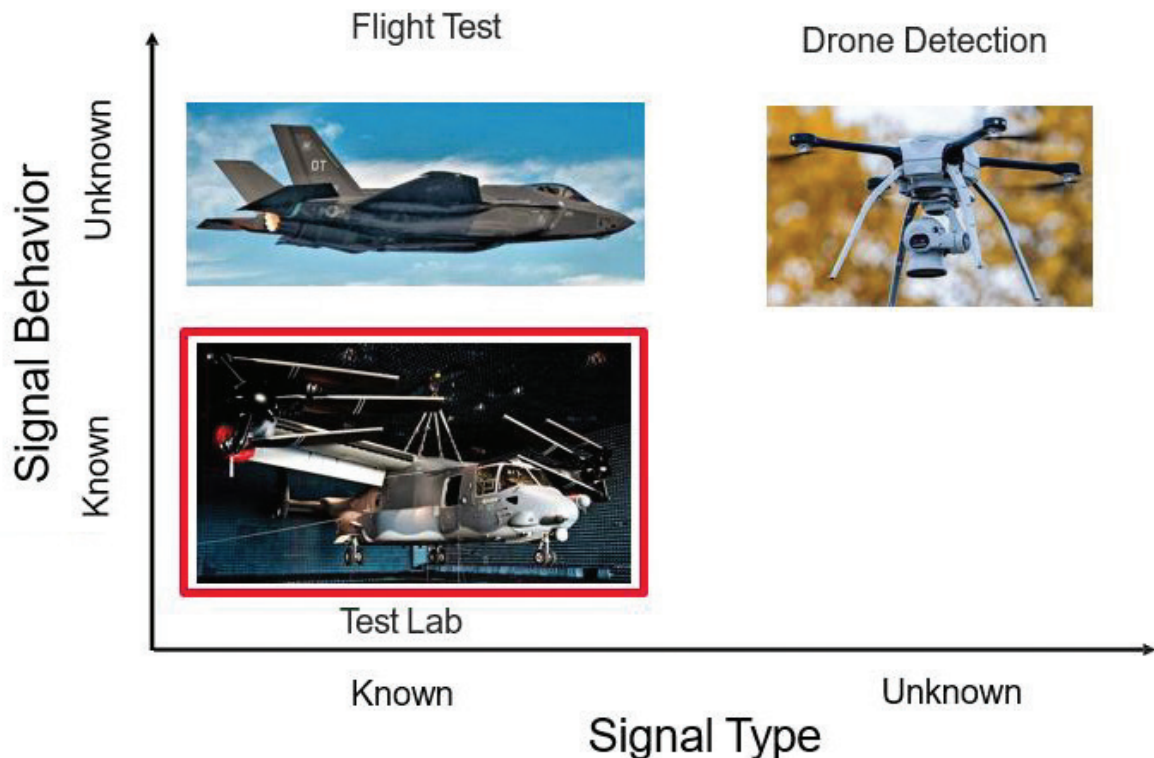 Flight Test
Drone Detection
Signal Behavior
Unknown
Known
OT
Test Lab
Known
Unknown
Signal Type